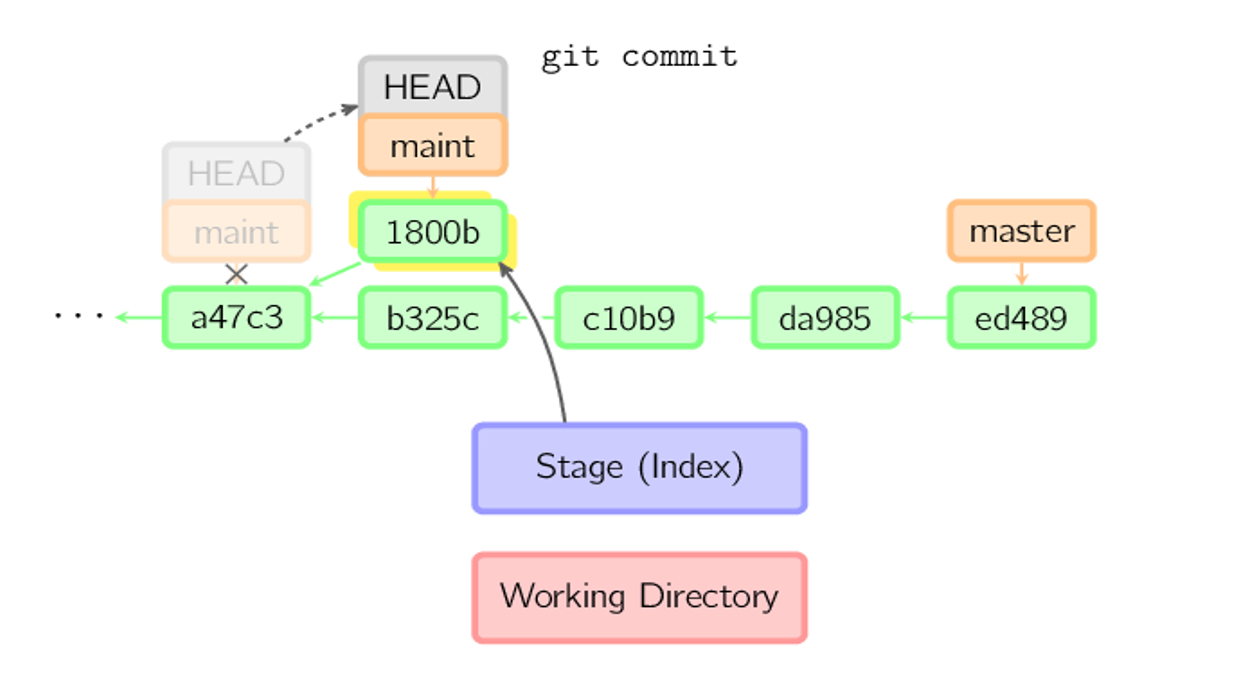 git commit
HEAD
maint
HEAD
maint
1800b
master
... a47c3 b325c c10b9 da985 ed489
Stage (Index)
Working Directory